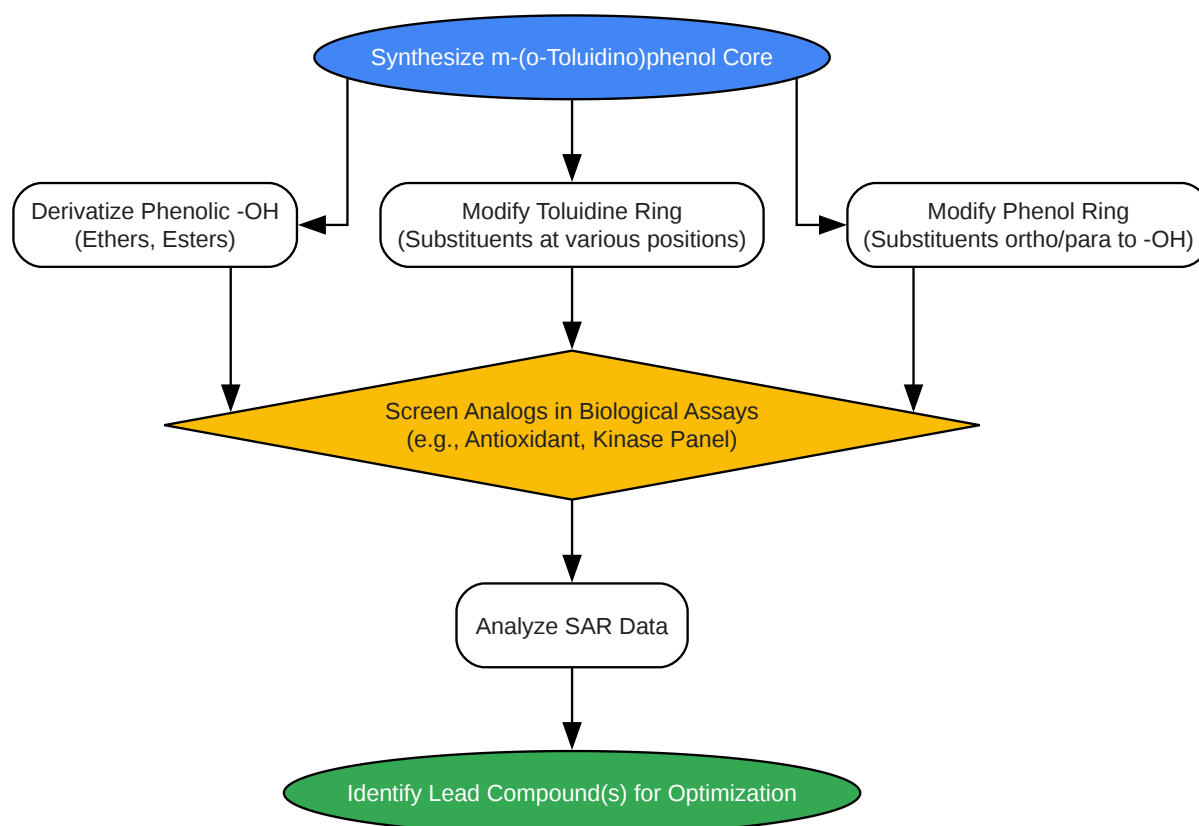 Synthesize m-(o-Toluidino)phenol Core
Derivatize Phenolic -OH
(Ethers, Esters)
Modify Toluidine Ring
(Substituents at various positions)
Modify Phenol Ring
(Substituents ortho/para to -OH)
Screen Analogs in Biological Assays
(e.g., Antioxidant, Kinase Panel)
Analyze SAR Data
Identify Lead Compound(s) for Optimization